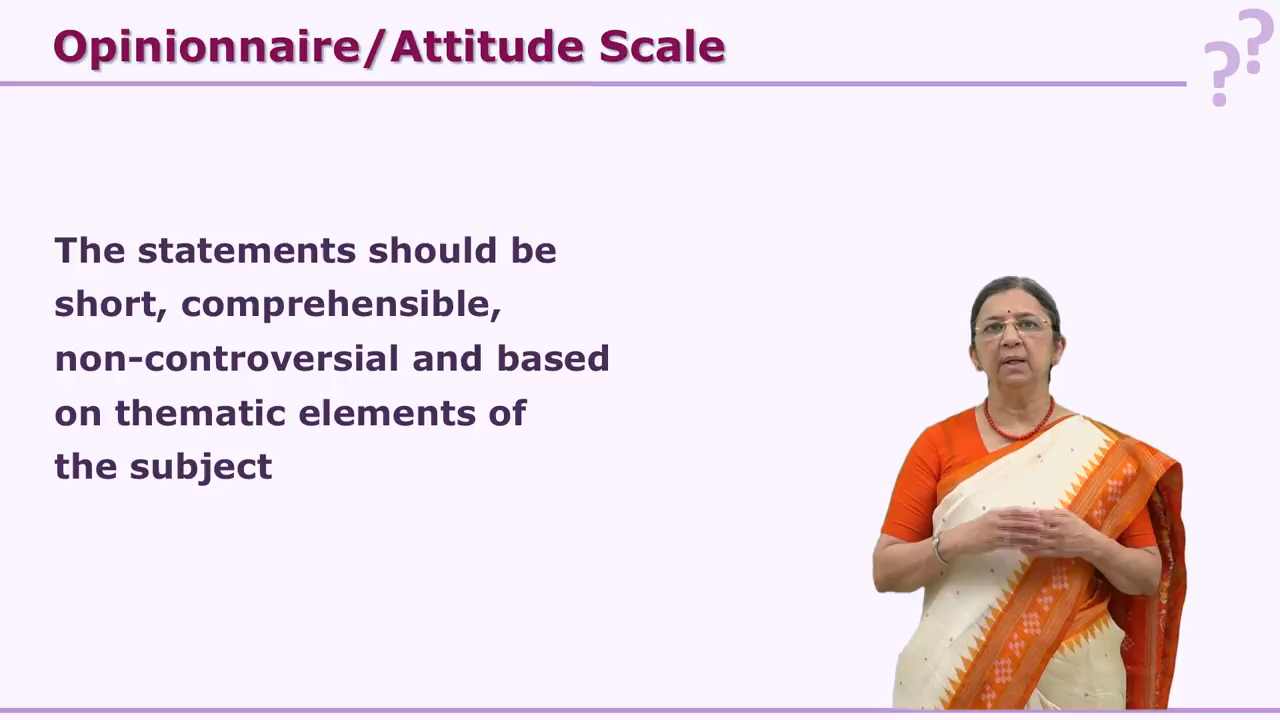 Opinionnaire/Attitude Scale
??
The statements should be
short, comprehensible,
non-controversial and based
on thematic elements of
the subject